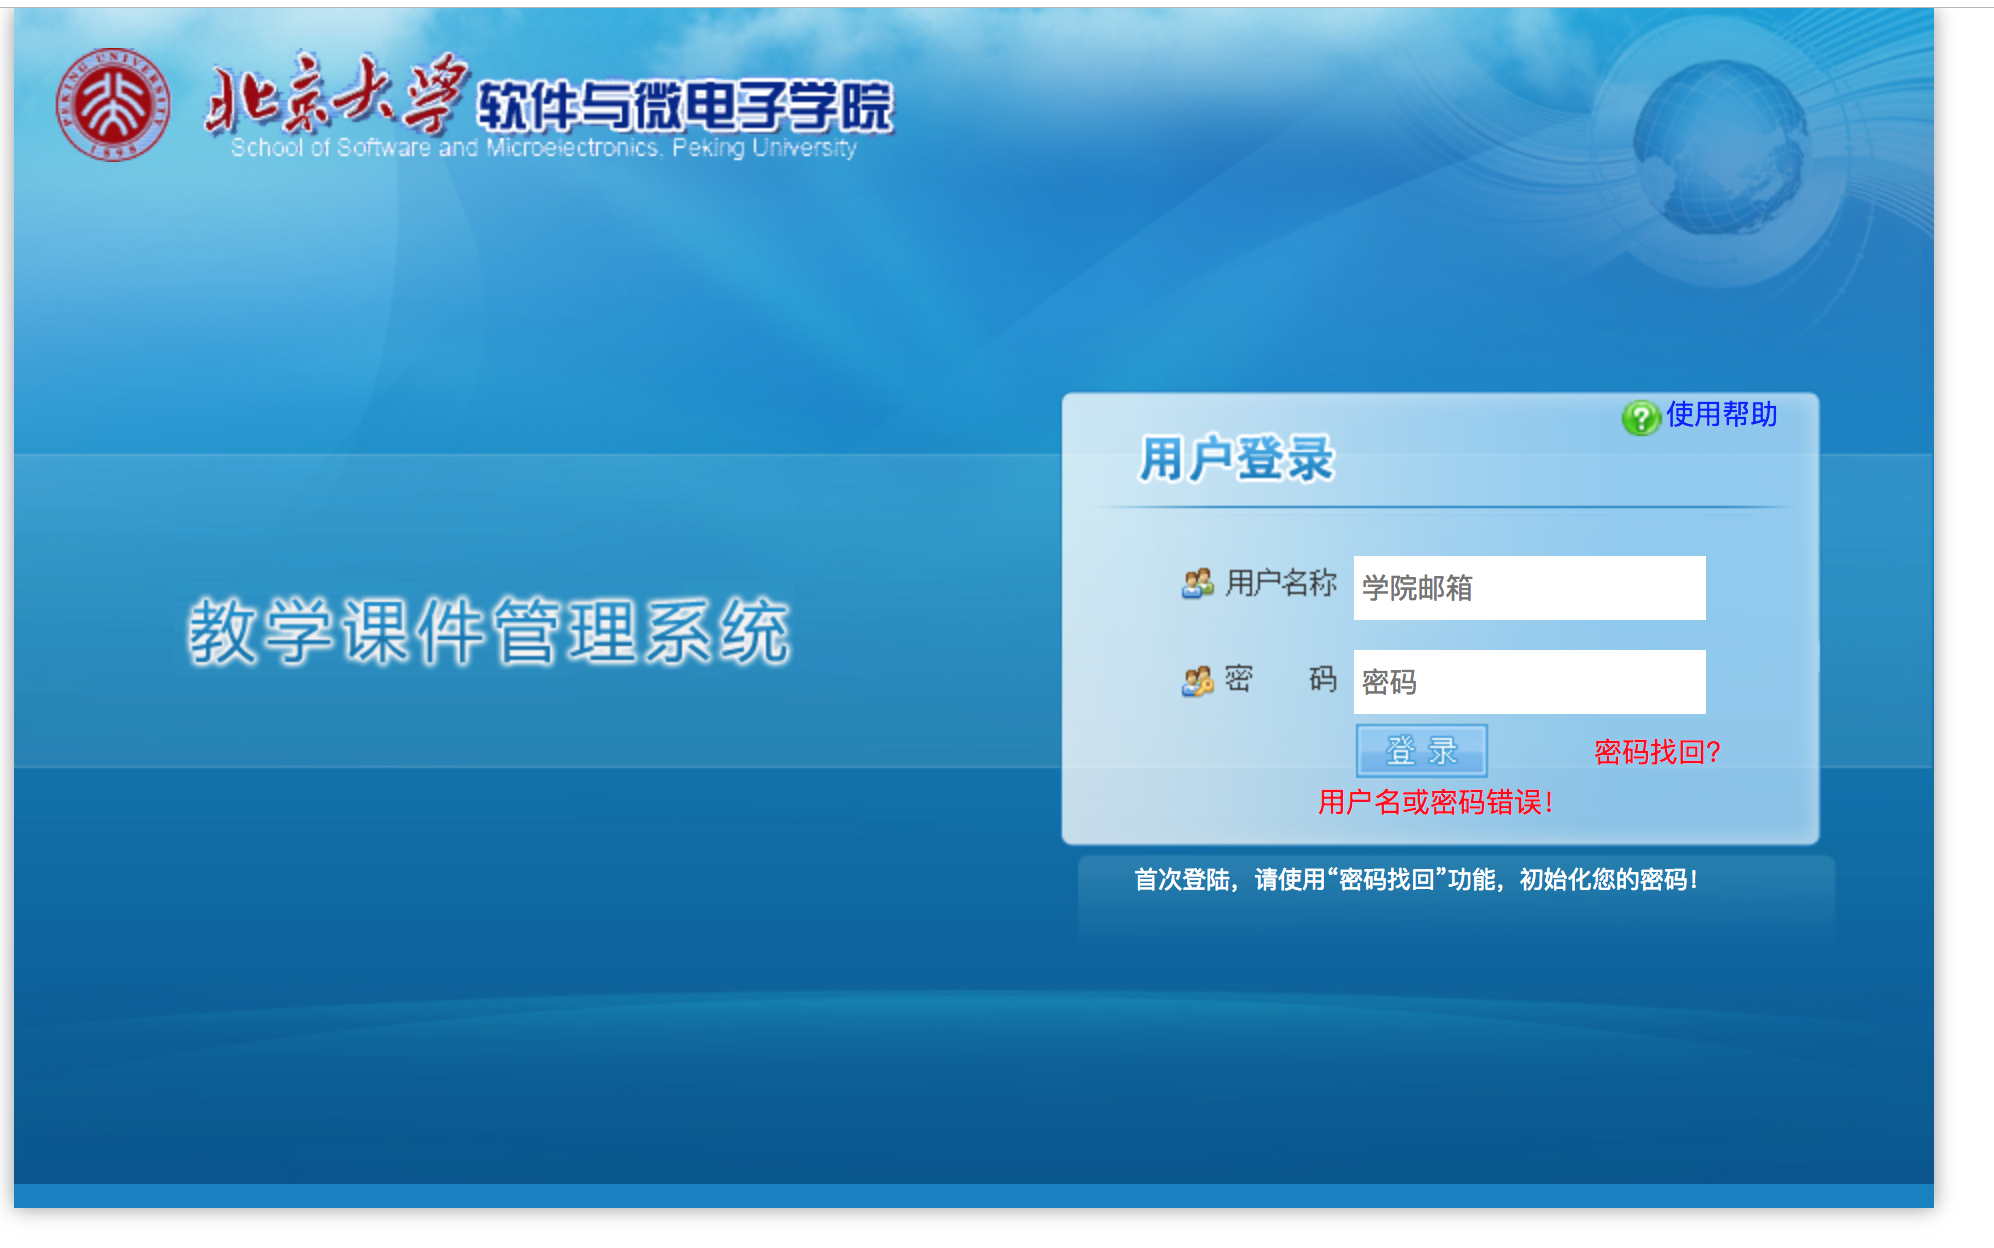 PEKING UNIVERSITY
1898
北京大学软件与微电子学院
School of Software and Microelectronics, Peking University
使用帮助
用户登录
教学课件管理系统
用户名称 学院邮箱
密 码 密码
登 录 密码找回?
用户名或密码错误!
首次登陆，请使用“密码找回”功能，初始化您的密码!